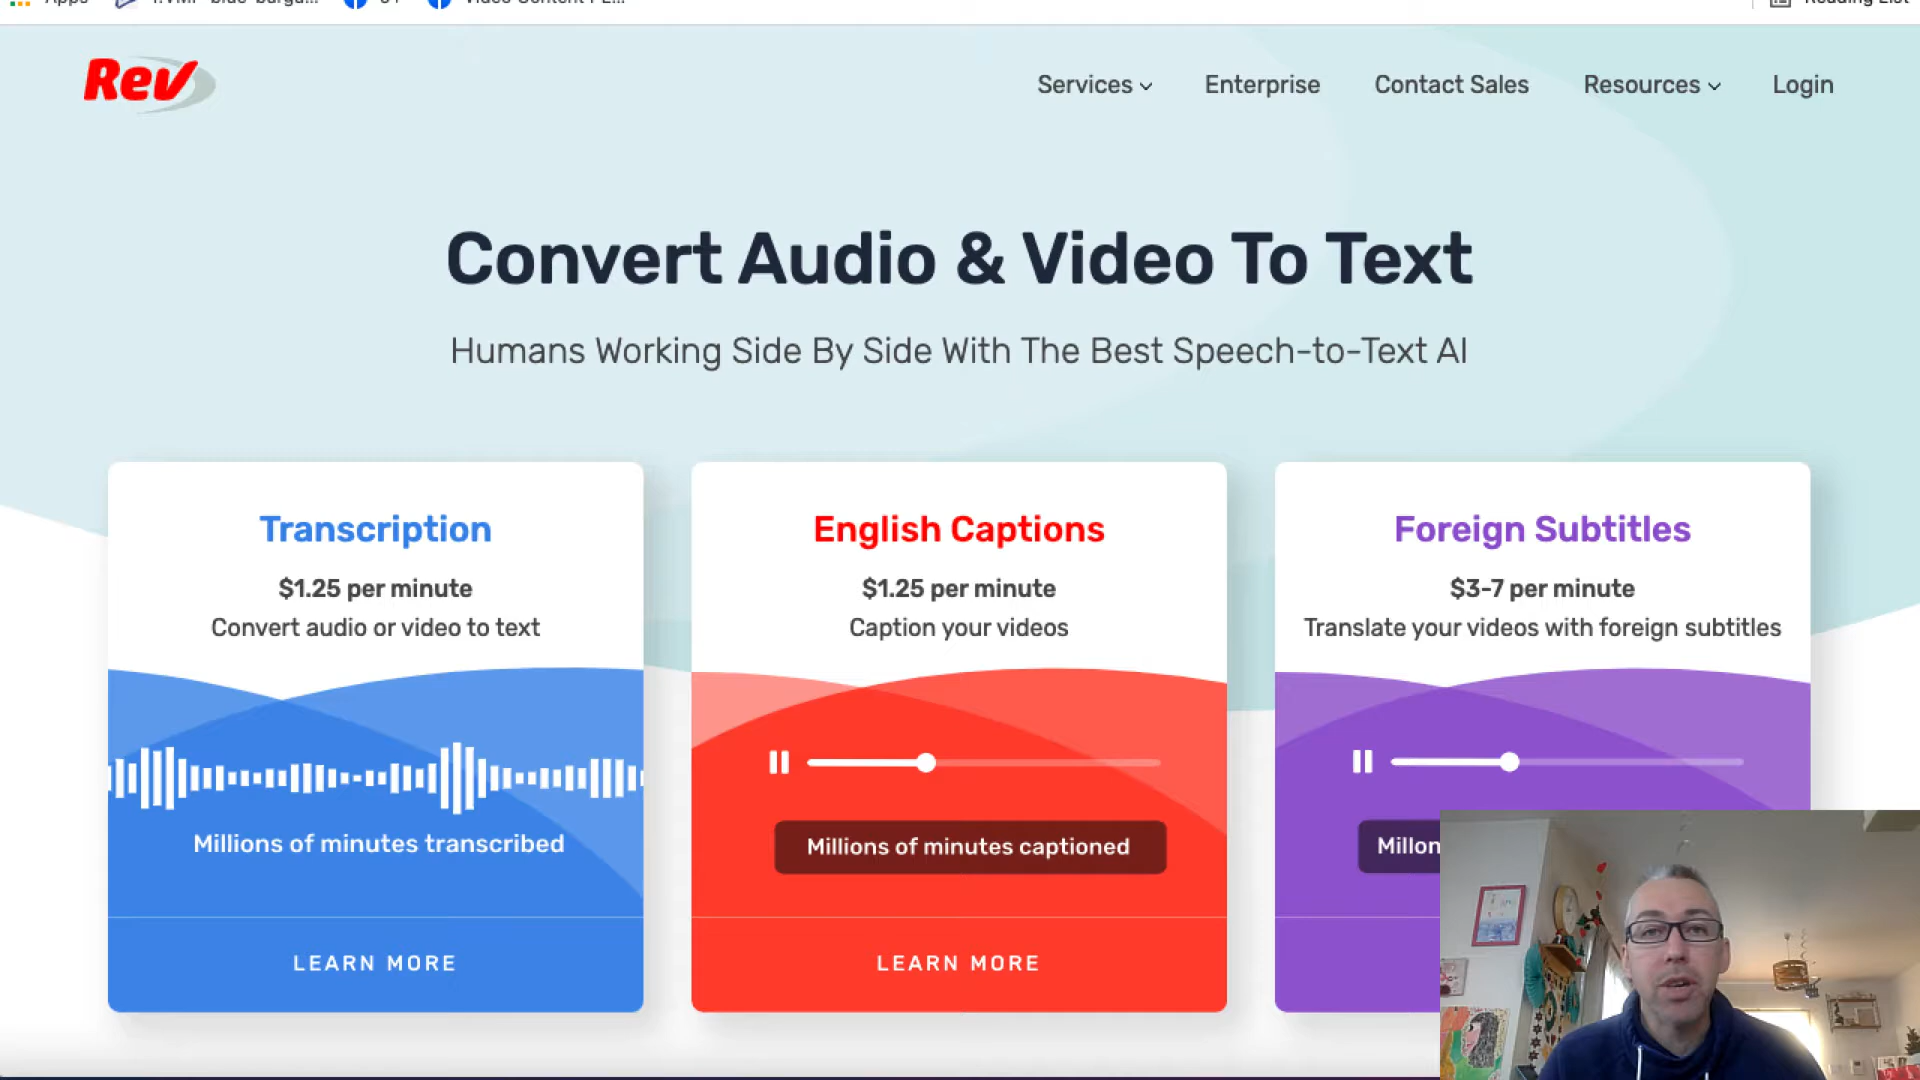 Apps
Rev
Services
Enterprise
Contact Sales
Resources
Login
Convert Audio & Video To Text
Humans Working Side By Side With The Best Speech-to-Text AI
Transcription
$1.25 per minute
Convert audio or video to text
Millions of minutes transcribed
LEARN MORE
English Captions
$1.25 per minute
Caption your videos
Millions of minutes captioned
LEARN MORE
Foreign Subtitles
$3-7 per minute
Translate your videos with foreign subtitles
Millon
Reading List